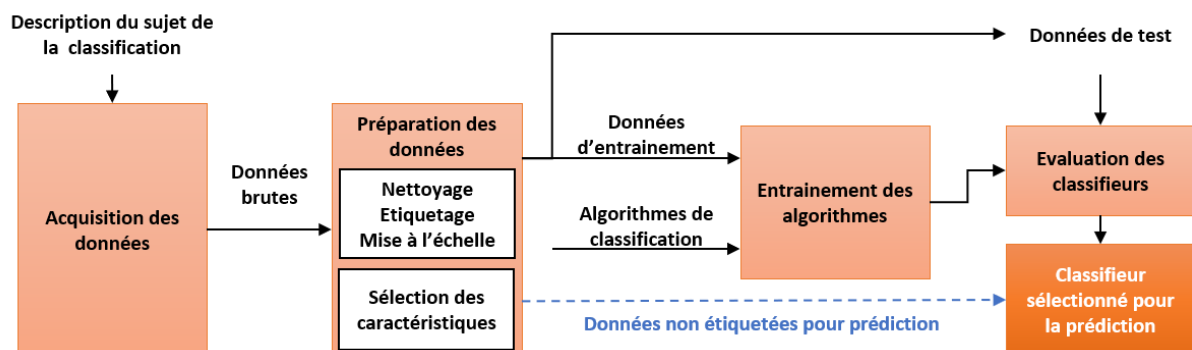 Description du sujet de
la classification
Acquisition des
données
Données
brutes
Préparation des
données
Nettoyage
Etiquetage
Mise à l'échelle
Sélection des
caractéristiques
Données
d'entrainement
Algorithmes de
classification
Entrainement des
algorithmes
Données de test
Evaluation des
classifieurs
Classifieur
sélectionné pour
la prédiction
Données non étiquetées pour prédiction